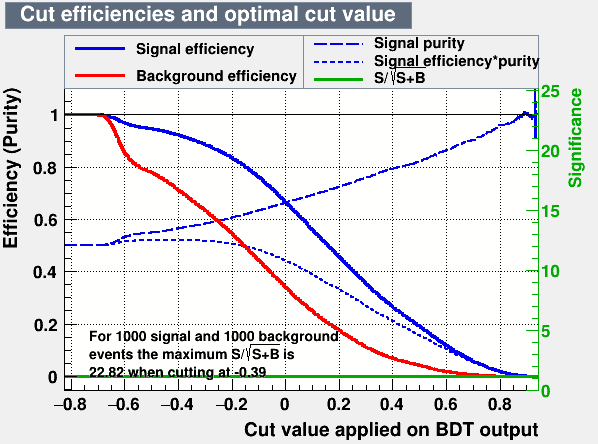 Cut efficiencies and optimal cut value
Signal efficiency
Background efficiency
Signal purity
Signal efficiency*purity
S/√S+B
Efficiency (Purity)
1
0.8
0.6
0.4
0.2
0
25
20
15
10
5
0
Significance
For 1000 signal and 1000 background
events the maximum S/√S+B is
22.82 when cutting at -0.39
−0.8 −0.6 −0.4 −0.2 0 0.2 0.4 0.6 0.8
Cut value applied on BDT output